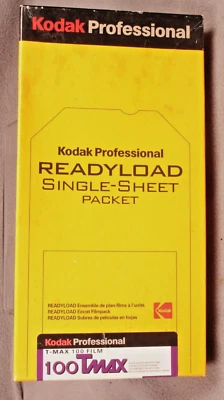 Kodak Professional
Kodak Professional
READYLOAD
SINGLE-SHEET
PACKET
READYLOAD Ensemble de plan-films à l'unité.
READYLOAD Einzel Filmpack
READYLOAD Sobres de películas en hojas
Kodak
Kodak Professional
T-MAX 100 FILM
100 TMAX